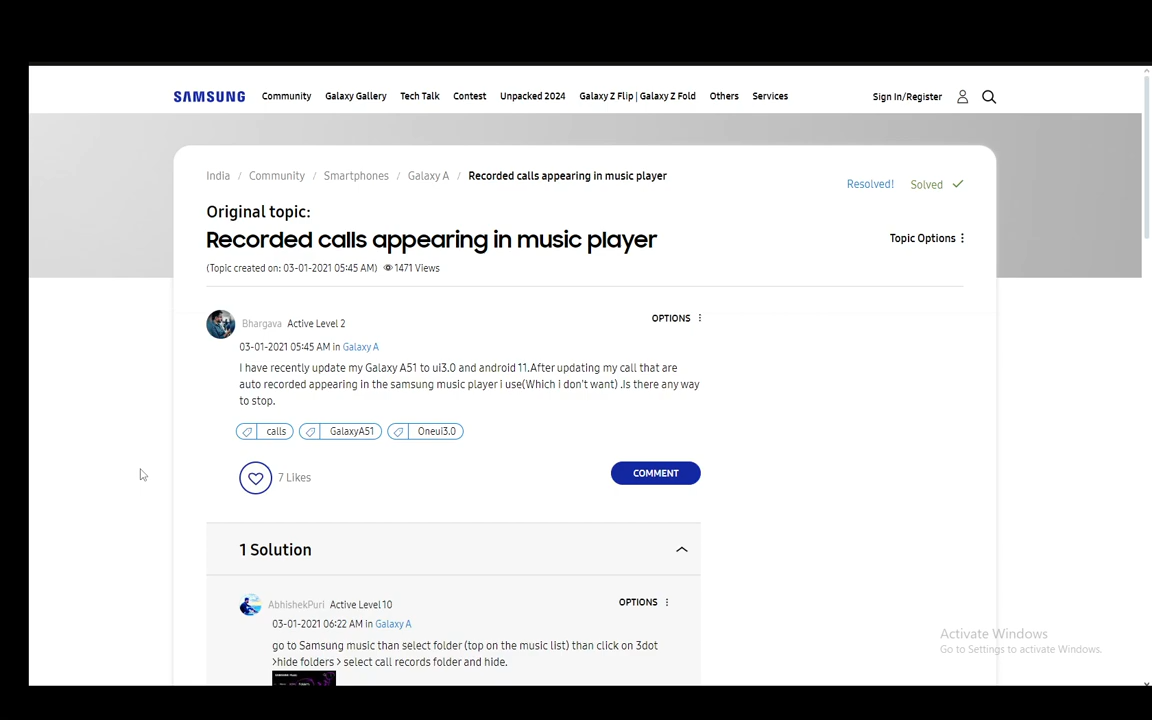 SAMSUNG Community Galaxy Gallery Tech Talk Contest Unpacked 2024 Galaxy Z Flip | Galaxy Z Fold Others Services Sign In/Register
India / Community / Smartphones / Galaxy A / Recorded calls appearing in music player
Resolved! Solved
Original topic:
Recorded calls appearing in music player
Topic Options
(Topic created on: 03-01-2021 05:45 AM) 1471 Views
Bhargava Active Level 2
OPTIONS
03-01-2021 05:45 AM in Galaxy A
I have recently update my Galaxy A51 to ui3.0 and android 11.After updating my call that are
auto recorded appearing in the samsung music player i use(Which i don't want) .Is there any way
to stop.
calls GalaxyA51 Oneui3.0
7 Likes
COMMENT
1 Solution
AbhishekPuri Active Level 10
OPTIONS
03-01-2021 06:22 AM in Galaxy A
go to Samsung music than select folder (top on the music list) than click on 3dot
>hide folders > select call records folder and hide.
Activate Windows
Go to Settings to activate Windows.